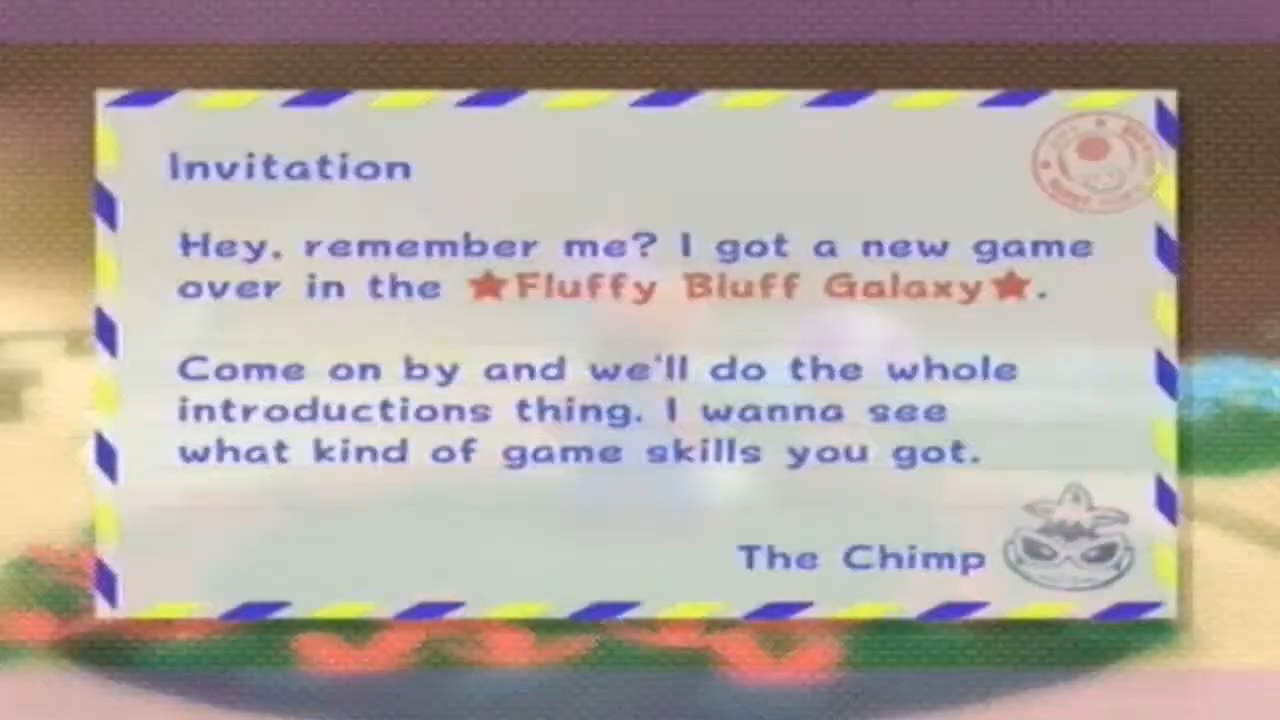 Invitation
Hey, remember me? I got a new game
over in the ★Fluffy Bluff Galaxy★.
Come on by and we'll do the whole
introductions thing. I wanna see
what kind of game skills you got.
The Chimp